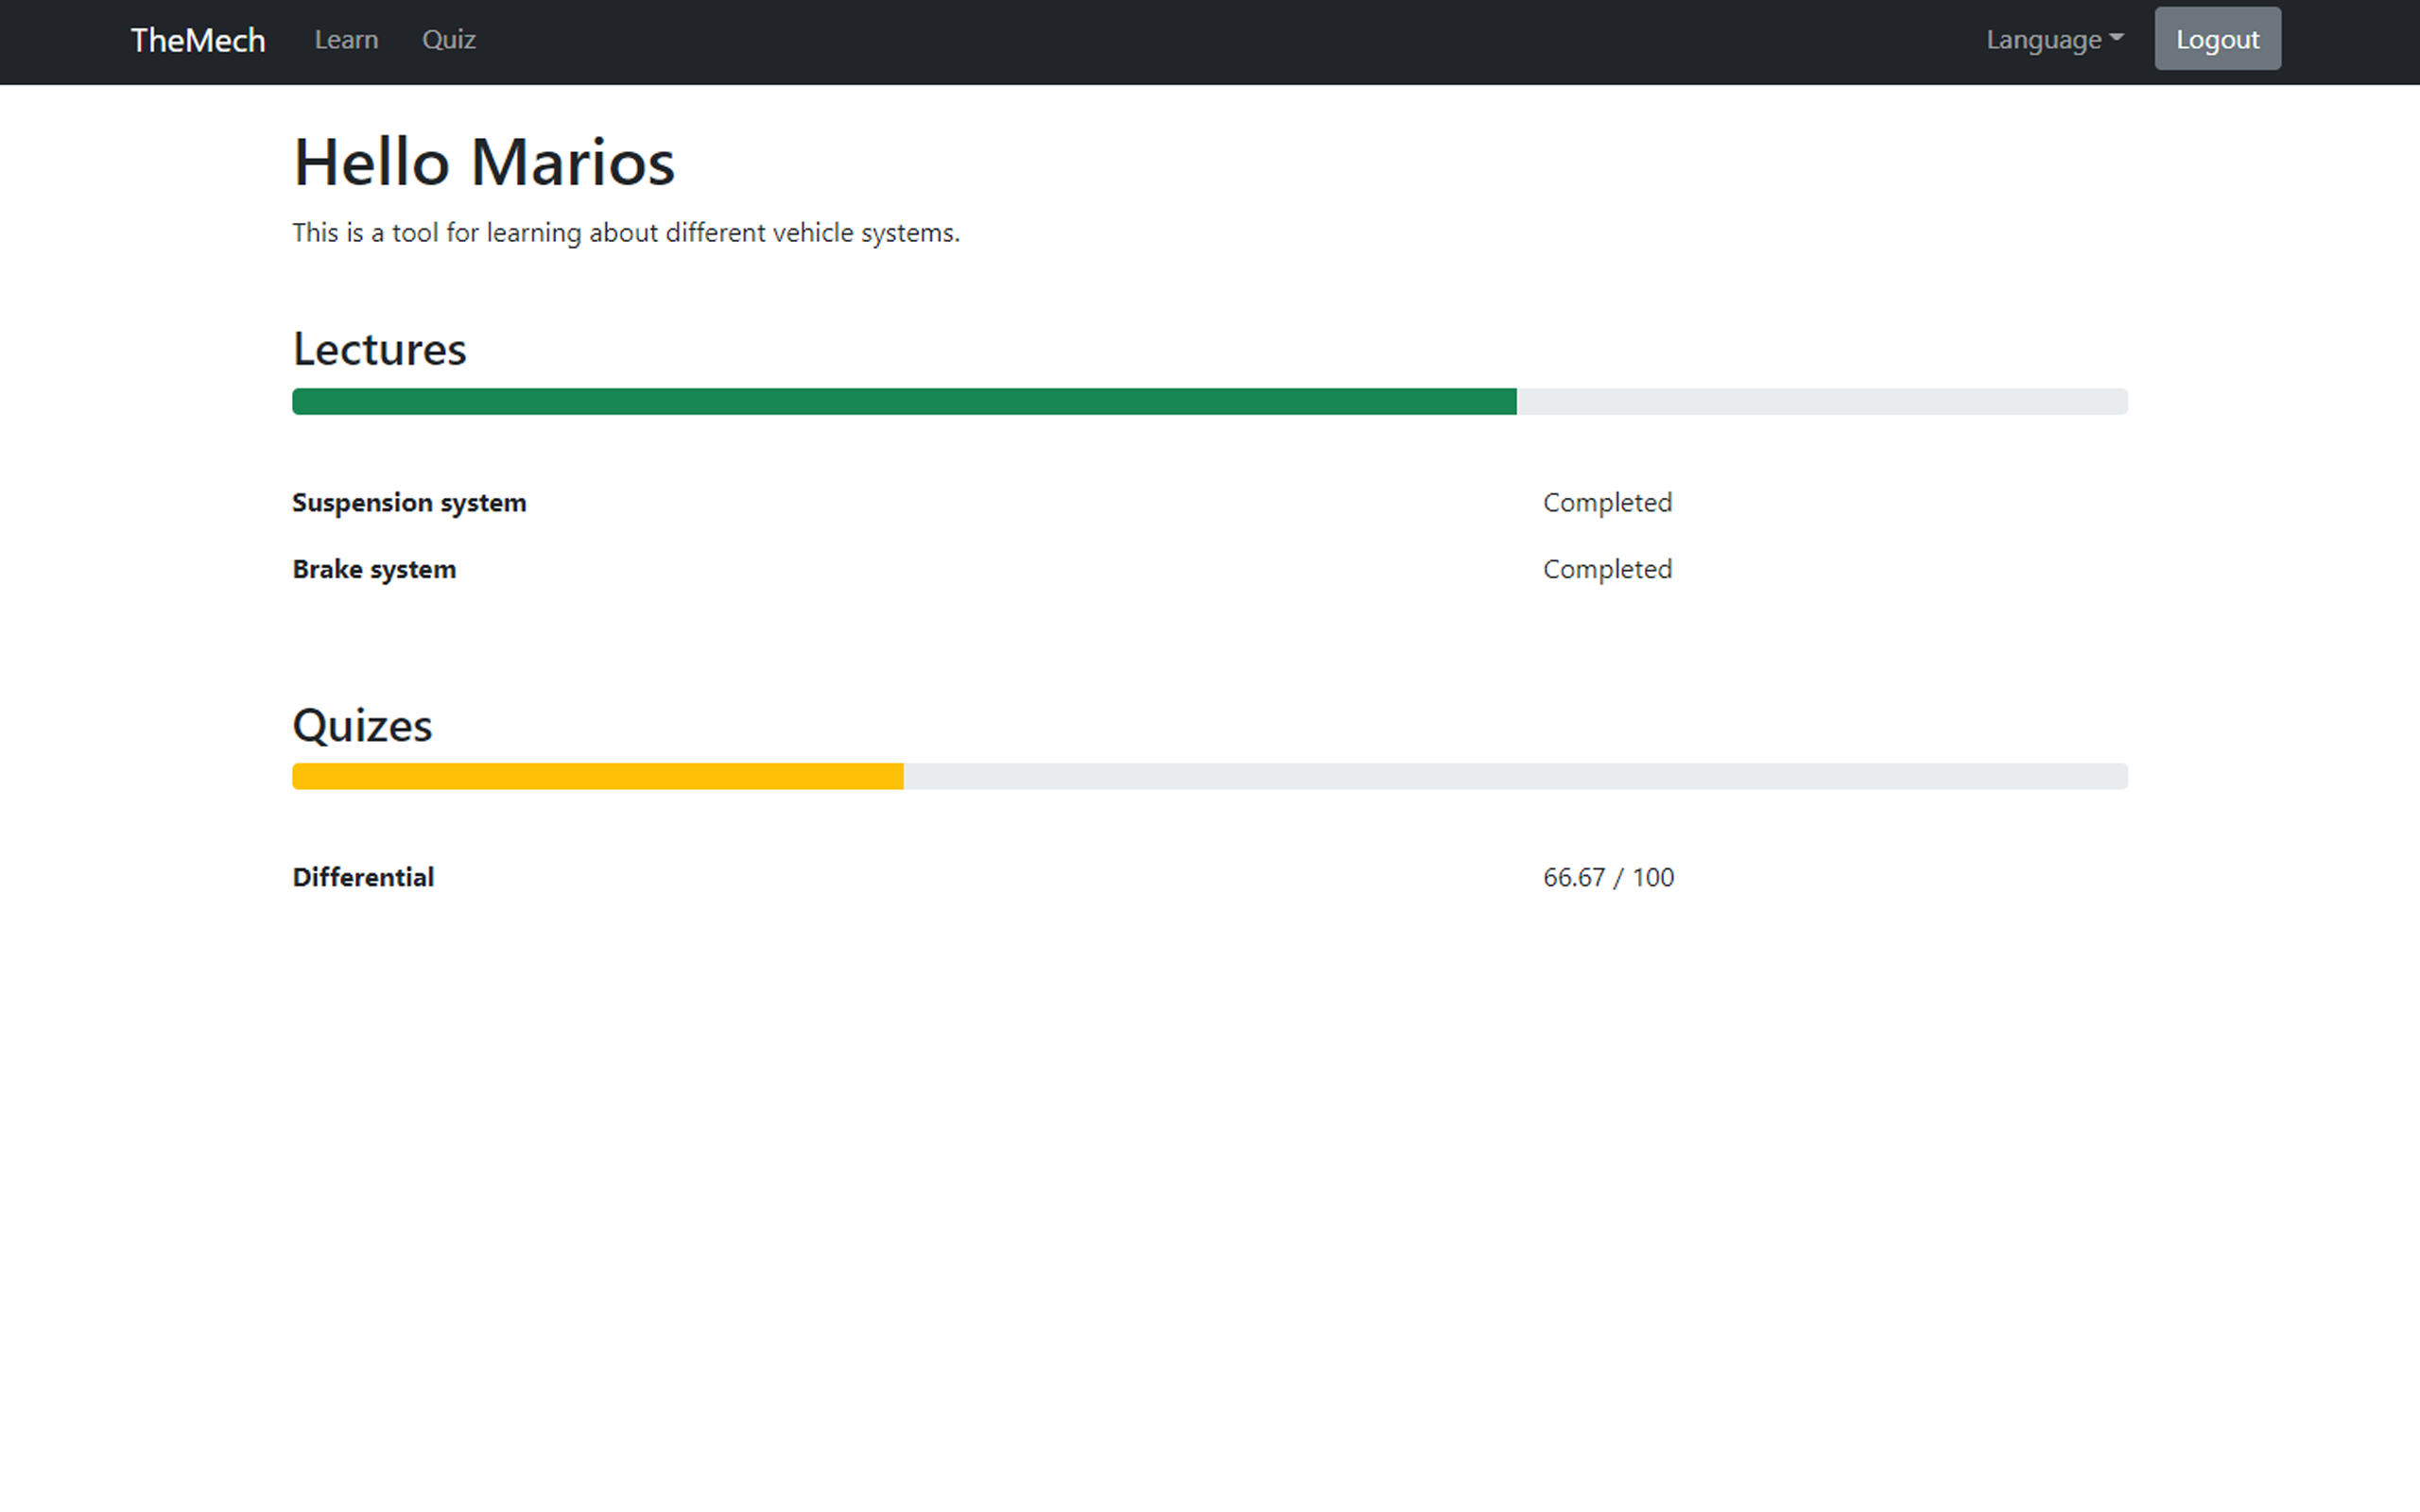 TheMech Learn Quiz Language Logout
Hello Marios
This is a tool for learning about different vehicle systems.
Lectures
Suspension system Completed
Brake system Completed
Quizes
Differential 66.67 / 100